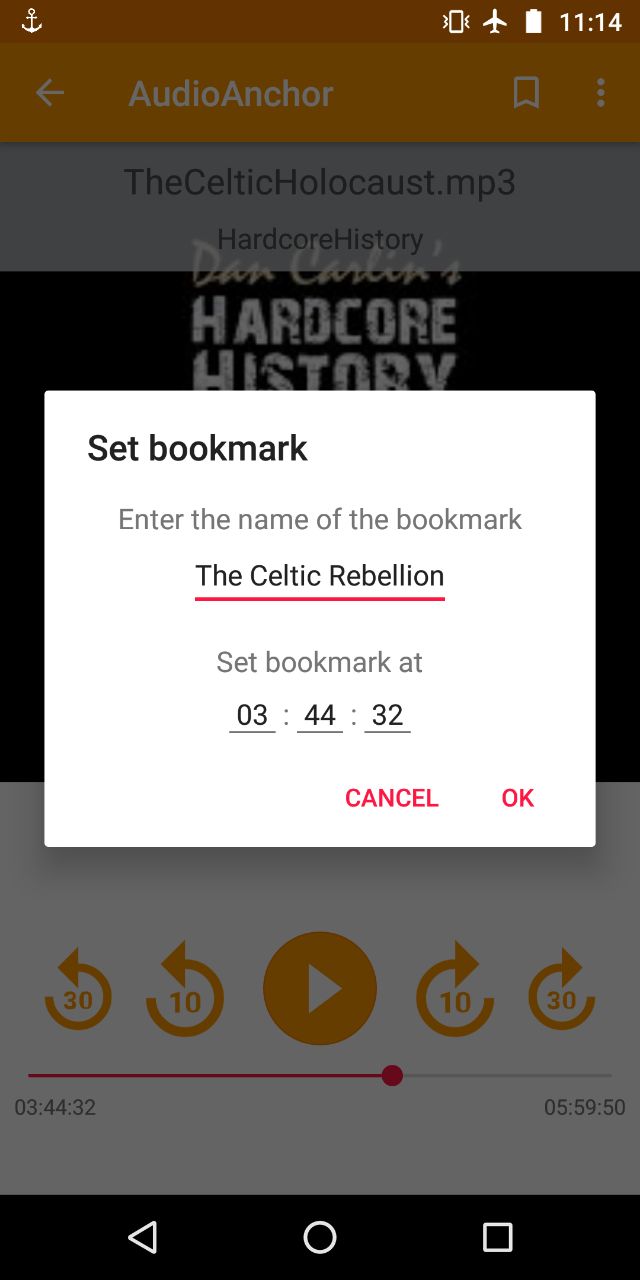 11:14
AudioAnchor
TheCelticHolocaust.mp3
HardcoreHistory
Dan Carlin's
HARDCORE
HISTORY
Set bookmark
Enter the name of the bookmark
The Celtic Rebellion
Set bookmark at
03 : 44 : 32
CANCEL OK
30 10 10 30
03:44:32 05:59:50